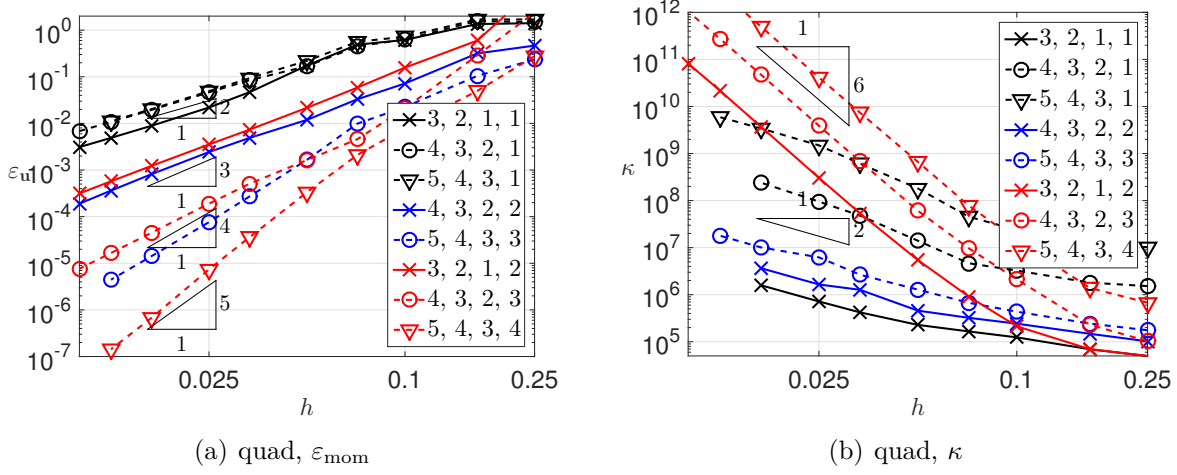 10^0
10^-1
10^-2
10^-3
10^-4
10^-5
10^-6
10^-7
ε_u
0.025
0.1
0.25
h
2
1
3
1
4
1
5
1
3, 2, 1, 1
4, 3, 2, 1
5, 4, 3, 1
4, 3, 2, 2
5, 4, 3, 3
3, 2, 1, 2
4, 3, 2, 3
5, 4, 3, 4
(a) quad, ε_mom
10^12
10^11
10^10
10^9
10^8
10^7
10^6
10^5
κ
0.025
0.1
0.25
h
1
6
1
2
3, 2, 1, 1
4, 3, 2, 1
5, 4, 3, 1
4, 3, 2, 2
5, 4, 3, 3
3, 2, 1, 2
4, 3, 2, 3
5, 4, 3, 4
(b) quad, κ